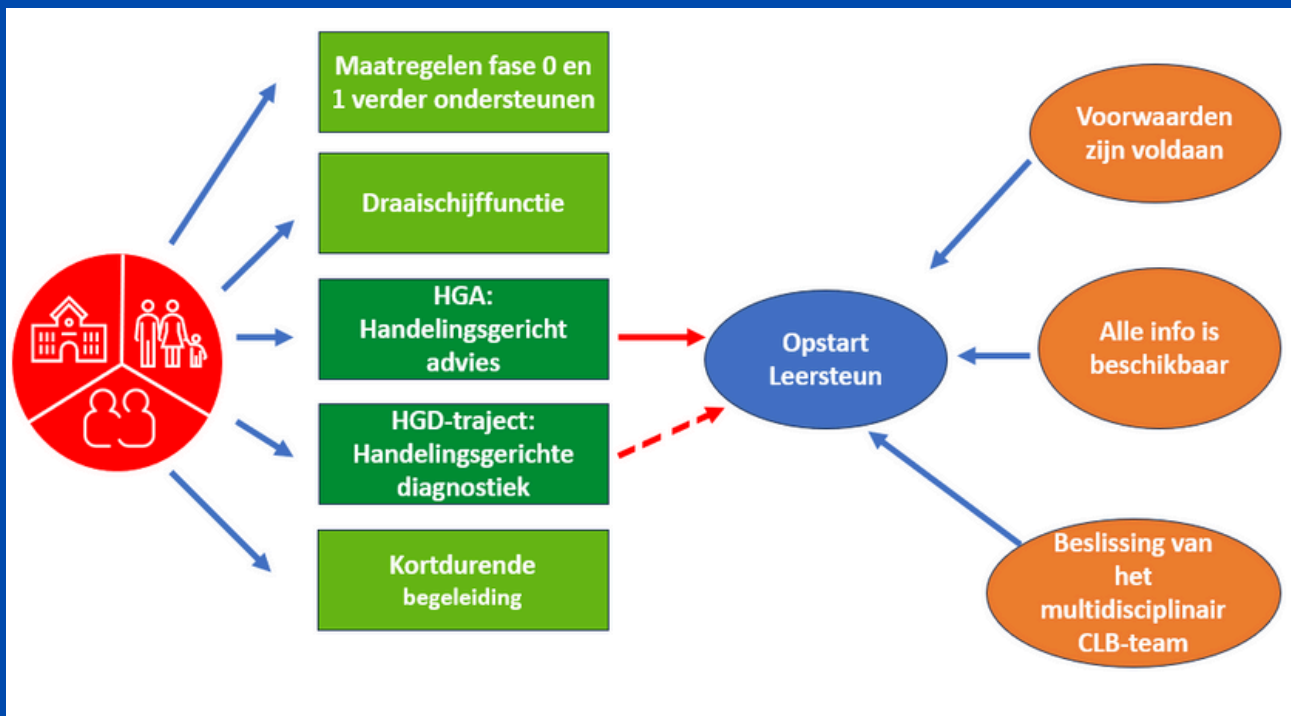 Maatregelen fase 0 en
1 verder ondersteunen
Draaischijffunctie
HGA:
Handelingsgericht
advies
HGD-traject:
Handelingsgerichte
diagnostiek
Kortdurende
begeleiding
Opstart
Leersteun
Voorwaarden
zijn voldaan
Alle info is
beschikbaar
Beslissing van
het
multidisciplinair
CLB-team